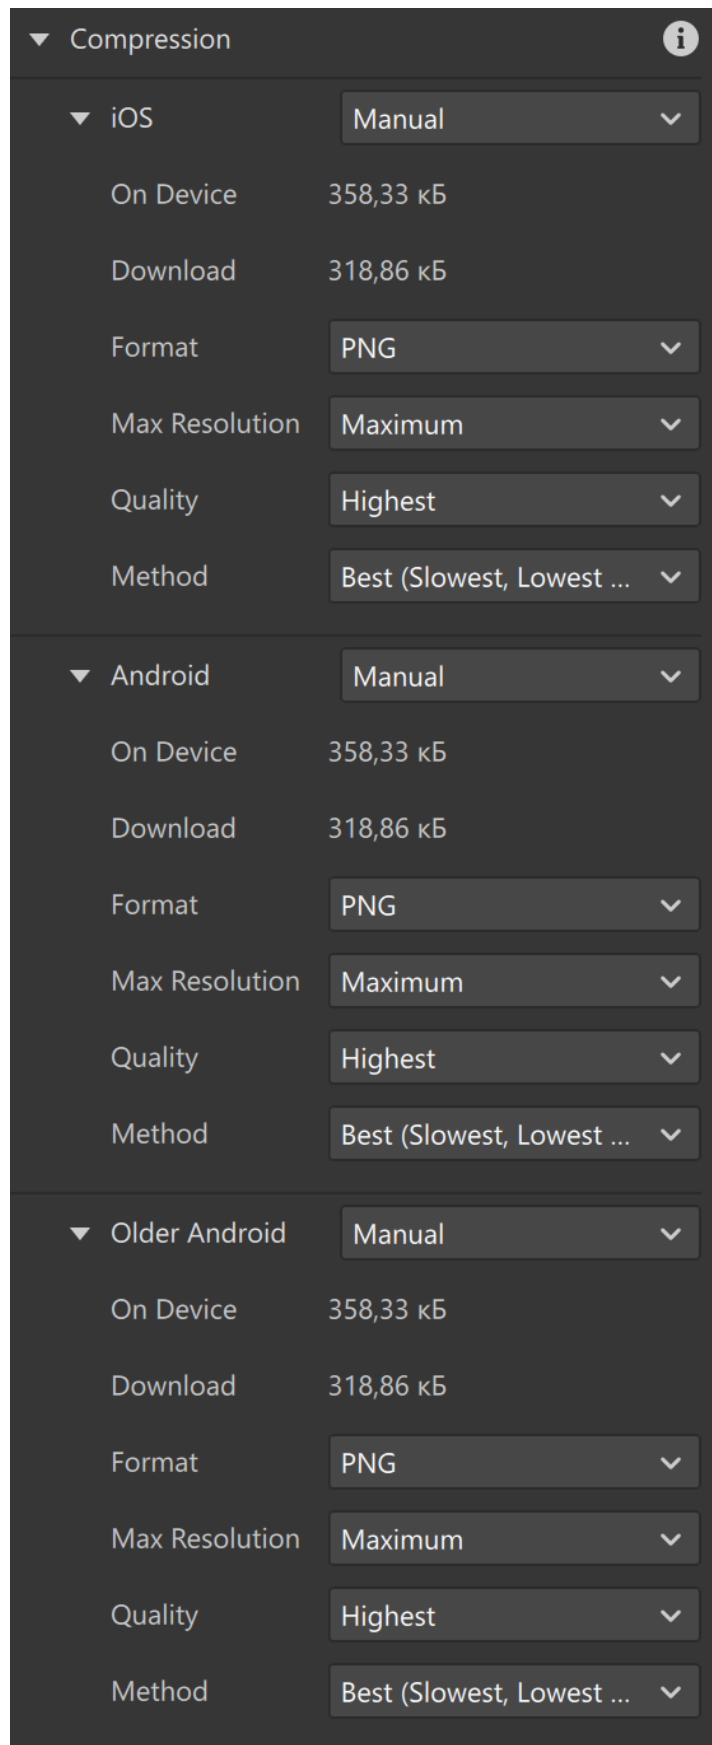 Compression
iOS Manual
On Device 358,33 кБ
Download 318,86 кБ
Format PNG
Max Resolution Maximum
Quality Highest
Method Best (Slowest, Lowest ...
Android Manual
On Device 358,33 кБ
Download 318,86 кБ
Format PNG
Max Resolution Maximum
Quality Highest
Method Best (Slowest, Lowest ...
Older Android Manual
On Device 358,33 кБ
Download 318,86 кБ
Format PNG
Max Resolution Maximum
Quality Highest
Method Best (Slowest, Lowest ...